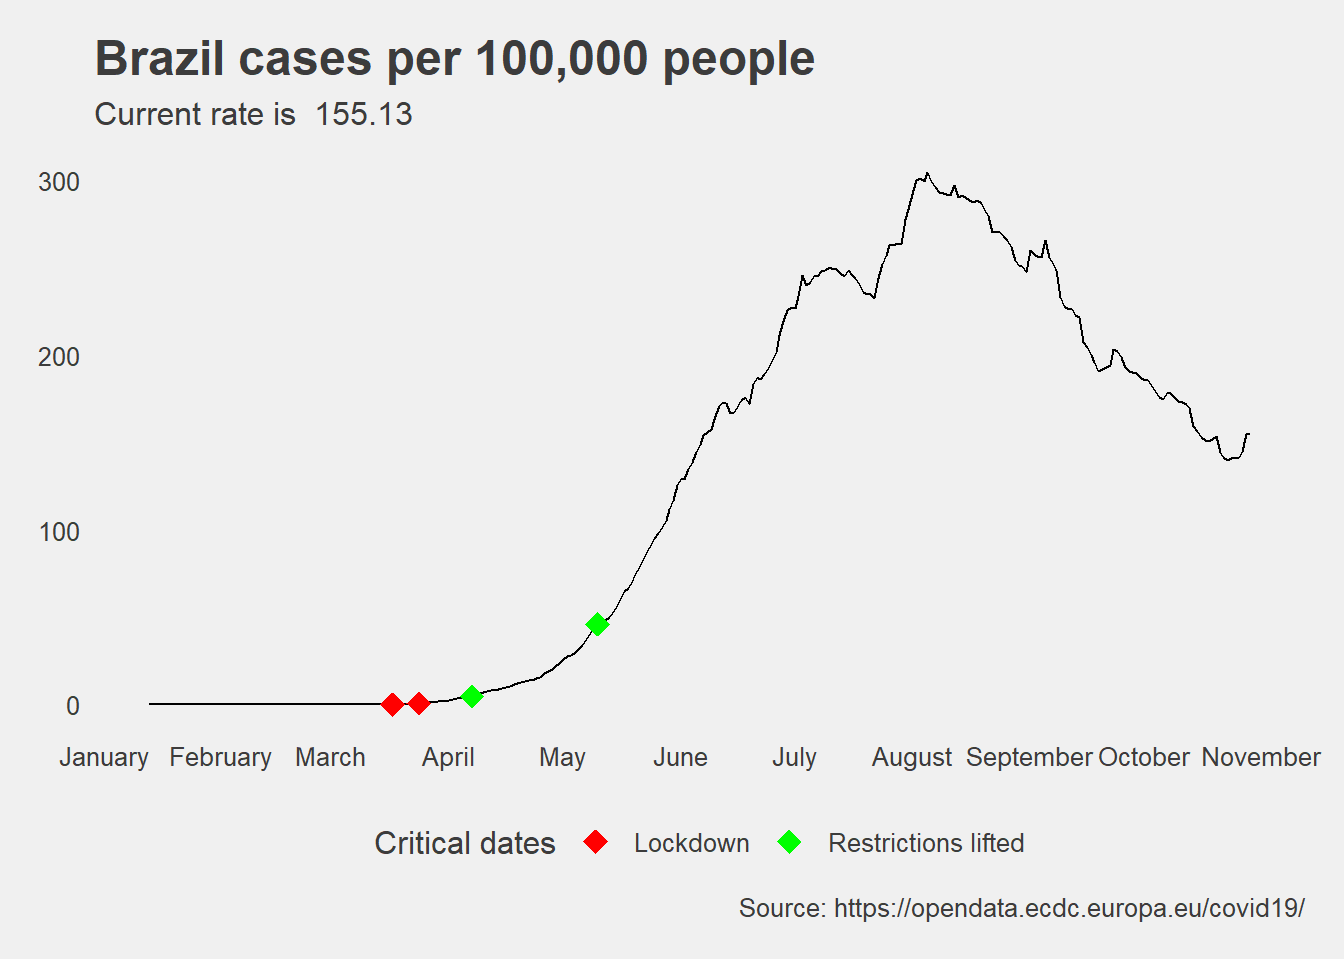 Brazil cases per 100,000 people
Current rate is  155.13
300
200
100
0
January February March April May June July August September October November
Critical dates Lockdown Restrictions lifted
Source: https://opendata.ecdc.europa.eu/covid19/